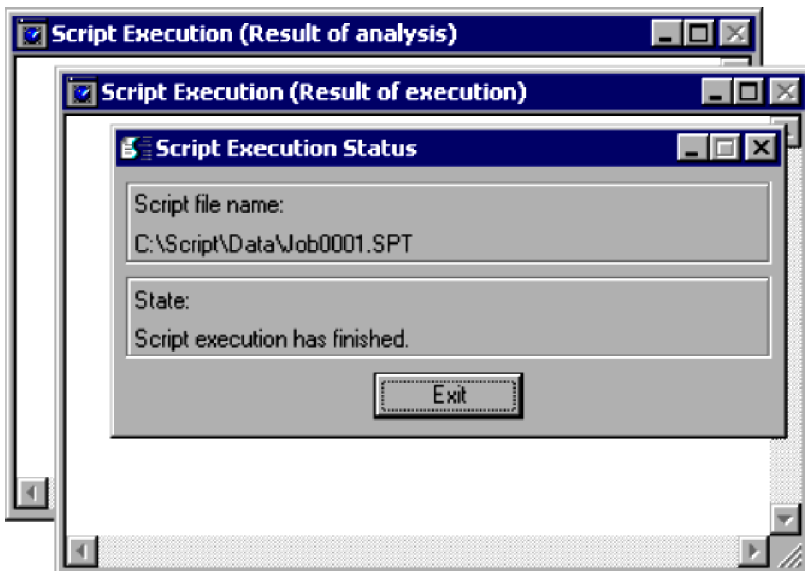 Script Execution (Result of analysis)
Script Execution (Result of execution)
Script Execution Status
Script file name:
C:\Script\Data\Job0001.SPT
State:
Script execution has finished.
Exit